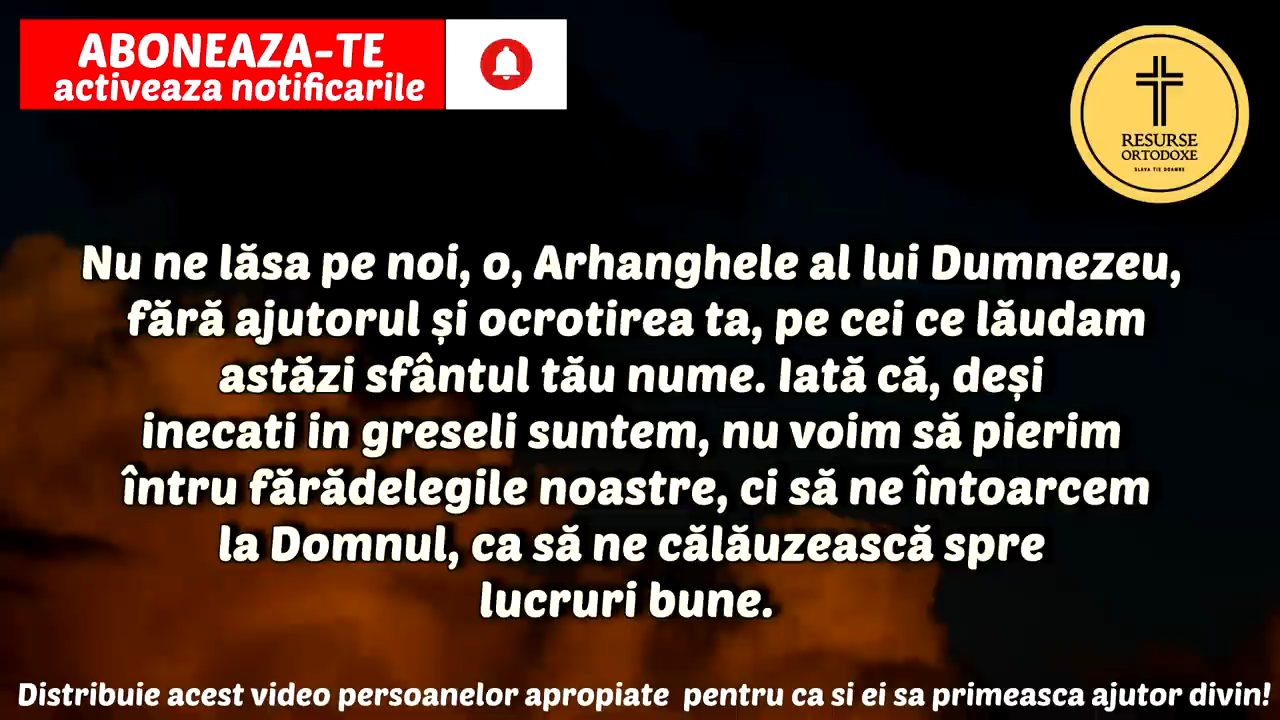 ABONEAZA-TE
activeaza notificarile
RESURSE
ORTODOXE
SLAVA TIE DOAMNE
Nu ne lăsa pe noi, o, Arhanghele al lui Dumnezeu,
fără ajutorul și ocrotirea ta, pe cei ce lăudam
astăzi sfântul tău nume. Iată că, deși
inecati in greseli suntem, nu voim să pierim
întru fărădelegile noastre, ci să ne întoarcem
la Domnul, ca să ne călăuzească spre
lucruri bune.
Distribuie acest video persoanelor apropiate pentru ca si ei sa primeasca ajutor divin!